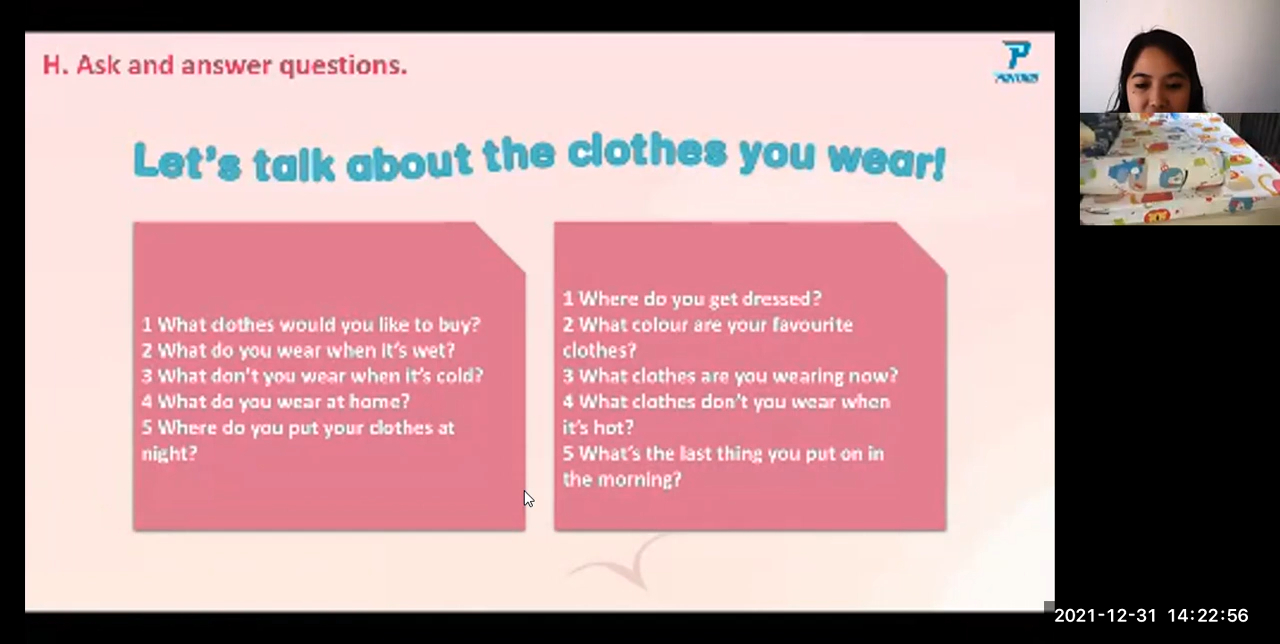 H. Ask and answer questions.
Let's talk about the clothes you wear!
1 What clothes would you like to buy?
2 What do you wear when it's wet?
3 What don't you wear when it's cold?
4 What do you wear at home?
5 Where do you put your clothes at
night?
1 Where do you get dressed?
2 What colour are your favourite
clothes?
3 What clothes are you wearing now?
4 What clothes don't you wear when
it's hot?
5 What's the last thing you put on in
the morning?
2021-12-31 14:22:56